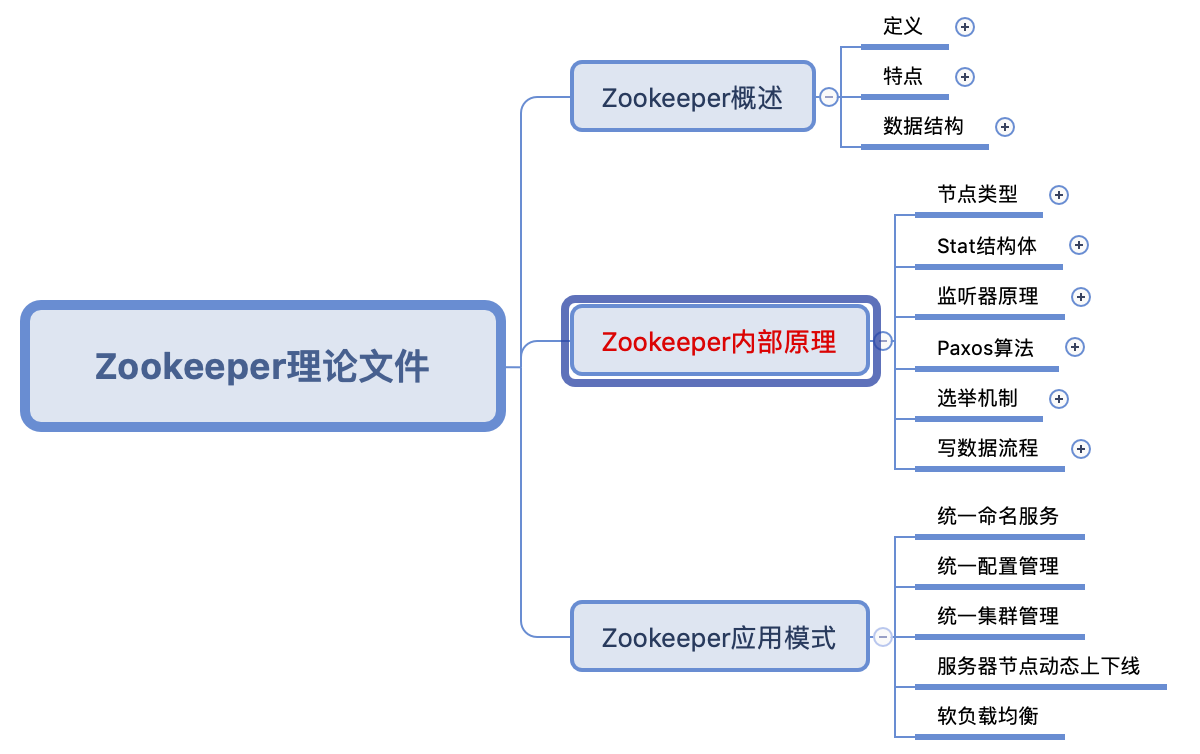 Zookeeper理论文件
Zookeeper概述
定义
特点
数据结构
Zookeeper内部原理
节点类型
Stat结构体
监听器原理
Paxos算法
选举机制
写数据流程
Zookeeper应用模式
统一命名服务
统一配置管理
统一集群管理
服务器节点动态上下线
软负载均衡